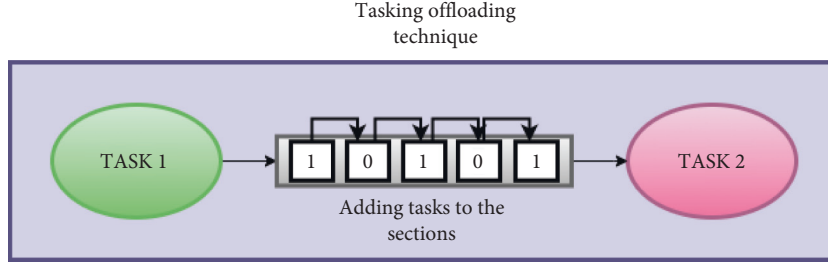 Tasking offloading
technique
TASK 1
1 0 1 0 1
TASK 2
Adding tasks to the
sections